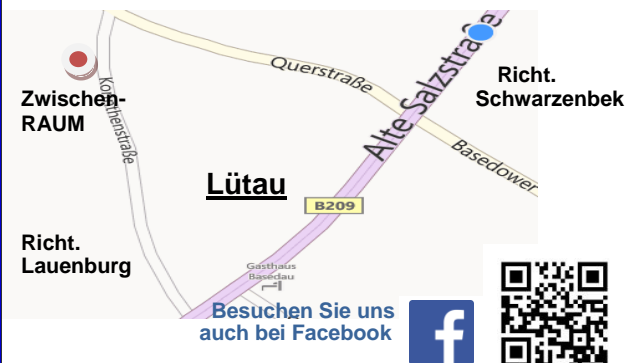 Querstraße
Alte Salzstraße
Richt.
Schwarzenbek
Zwischen-
RAUM
Basedower
Lütau
B209
Richt.
Lauenburg
Gasthaus
Basedau
Besuchen Sie uns
auch bei Facebook
f